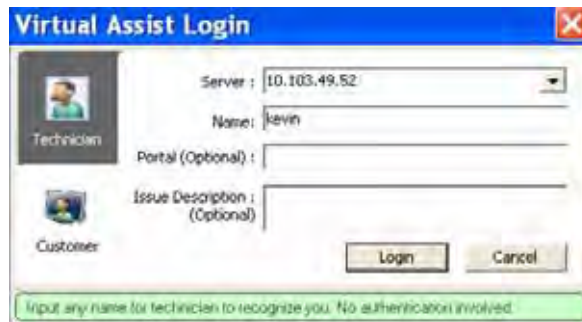 Virtual Assist Login
Technician
Server : 10.103.49.52
Name: kevin
Portal (Optional) :
Issue Description :
(Optional)
Customer
Login Cancel
Input any name for technician to recognize you. No authentication involved.